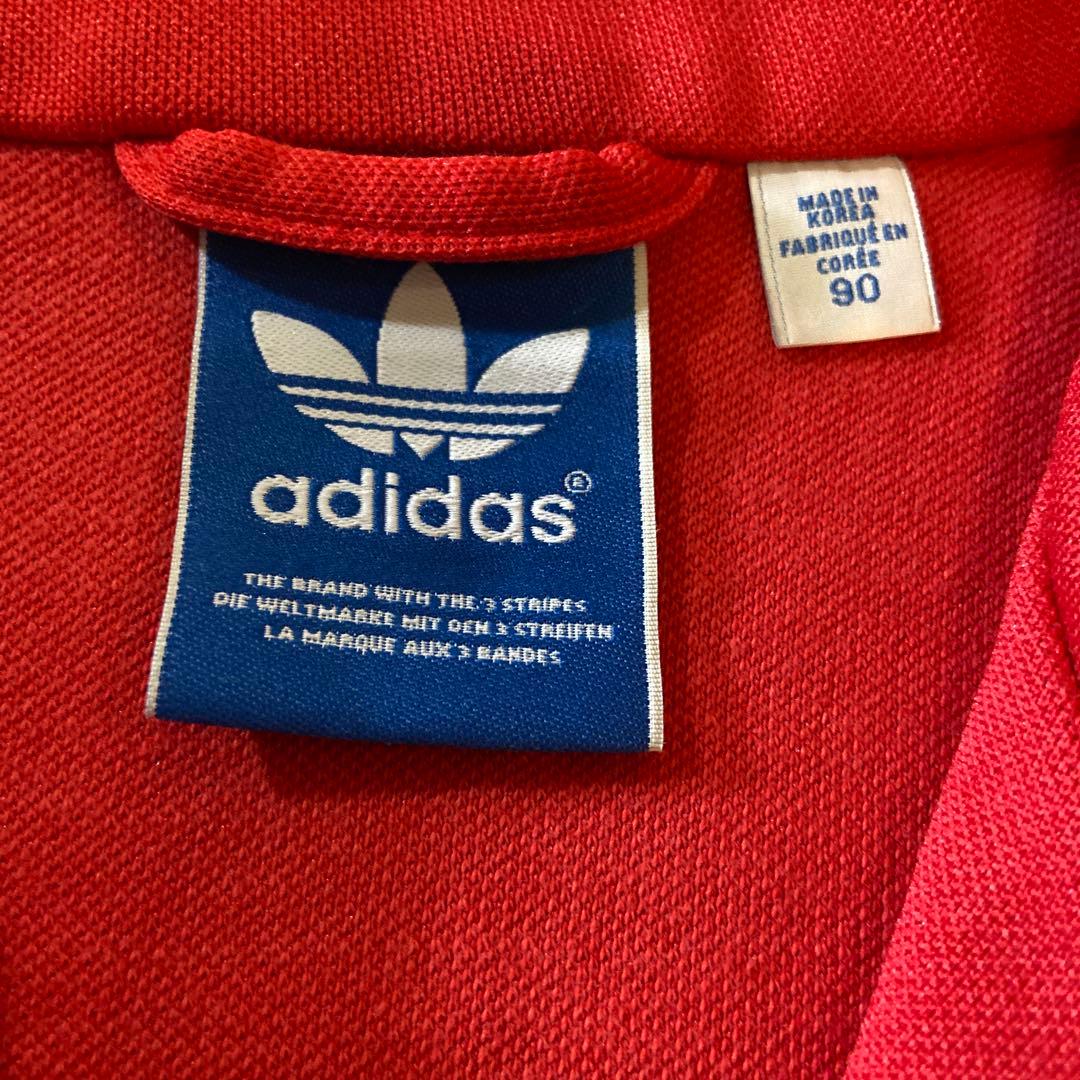 adidas®
THE BRAND WITH THE 3 STRIPES
DIE WELTMARKE MIT DEN 3 STREIFEN
LA MARQUE AUX 3 BANDES
MADE IN
KOREA
FABRIQUÉ EN
CORÉE
90